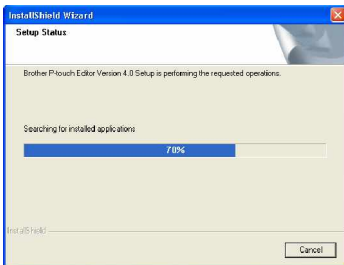 InstallShield Wizard
Setup Status
Brother P-touch Editor Version 4.0 Setup is performing the requested operations.
Searching for installed applications
70%
InstallShield
Cancel